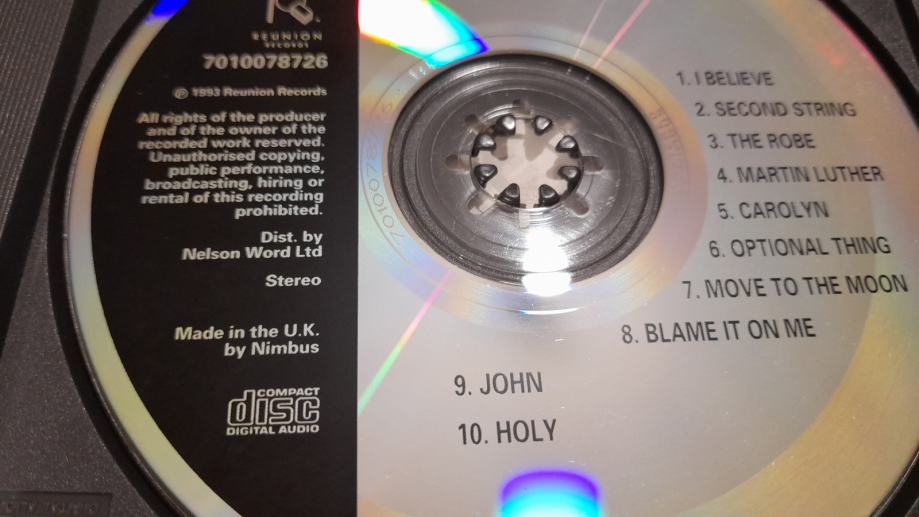 REUNION
RECORDS
7010078726
℗ 1993 Reunion Records
All rights of the producer
and of the owner of the
recorded work reserved.
Unauthorised copying,
public performance,
broadcasting, hiring or
rental of this recording
prohibited.
Dist. by
Nelson Word Ltd
Stereo
Made in the U.K.
by Nimbus
COMPACT
disc
DIGITAL AUDIO
1. I BELIEVE
2. SECOND STRING
3. THE ROBE
4. MARTIN LUTHER
5. CAROLYN
6. OPTIONAL THING
7. MOVE TO THE MOON
8. BLAME IT ON ME
9. JOHN
10. HOLY